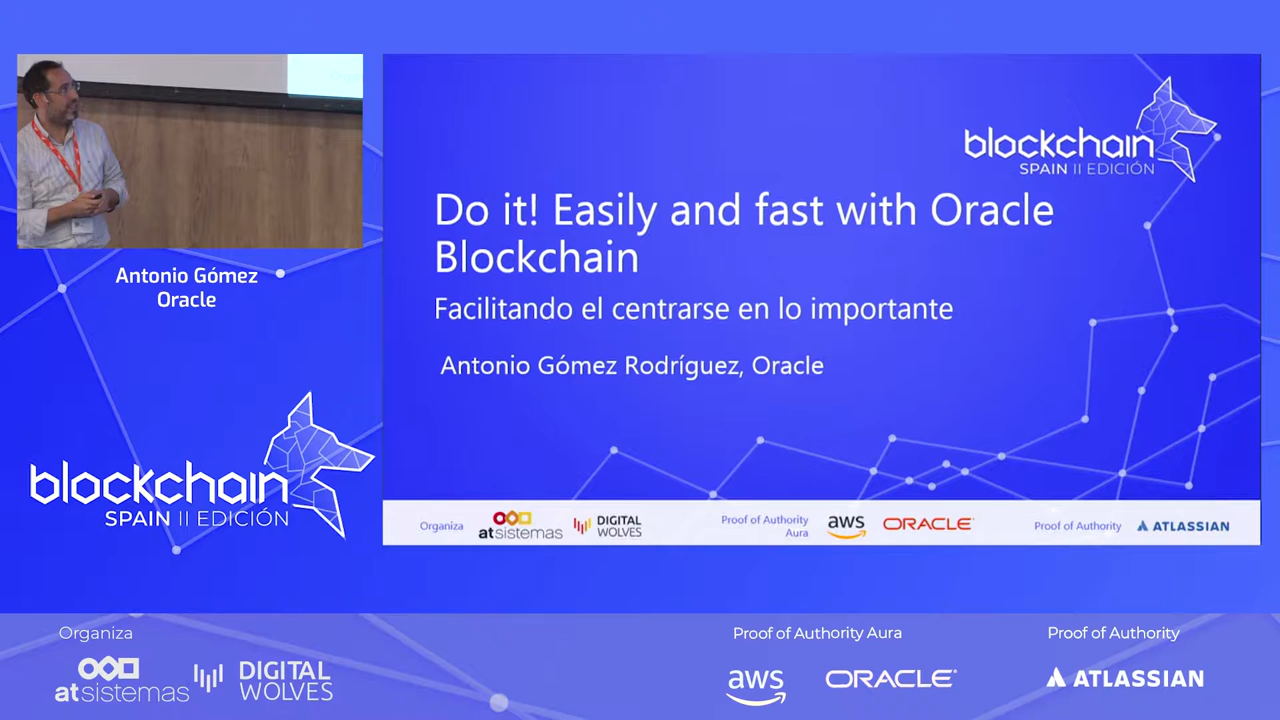 Antonio Gómez
Oracle
blockchain
SPAIN II EDICIÓN
blockchain
SPAIN II EDICIÓN
Do it! Easily and fast with Oracle
Blockchain
Facilitando el centrarse en lo importante
Antonio Gómez Rodríguez, Oracle
Organiza
atsistemas
DIGITAL
WOLVES
Proof of Authority
Aura
aws
ORACLE
Proof of Authority
ATLASSIAN
Organiza
atsistemas
DIGITAL
WOLVES
Proof of Authority Aura
aws
ORACLE
Proof of Authority
ATLASSIAN